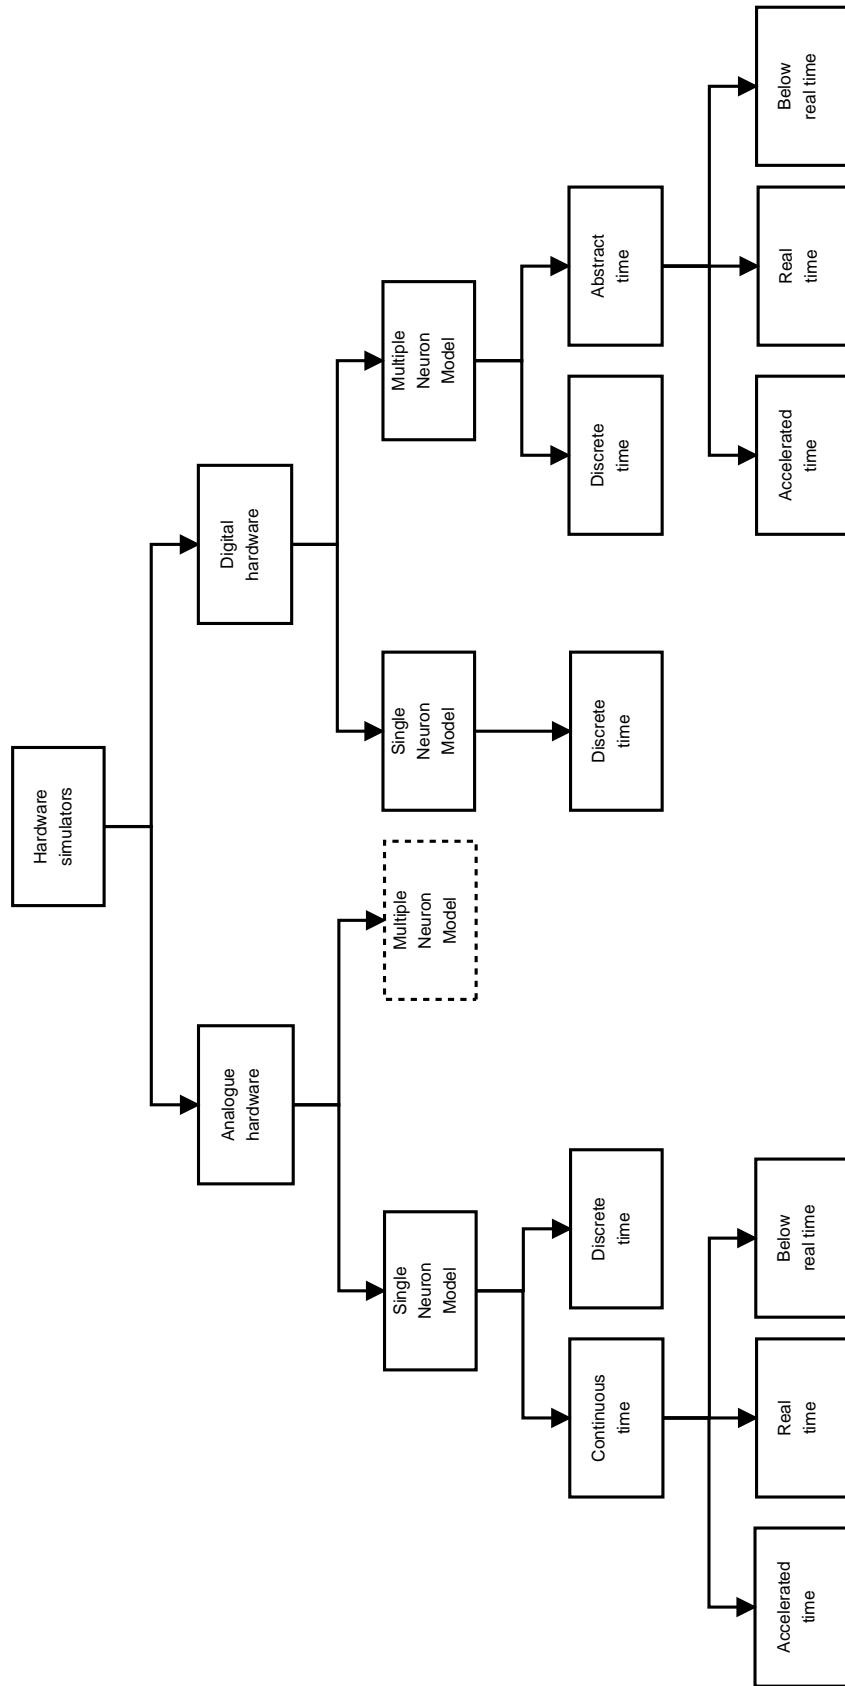 Hardware
simulators
Analogue
hardware
Digital
hardware
Single
Neuron
Model
Multiple
Neuron
Model
Single
Neuron
Model
Multiple
Neuron
Model
Continuous
time
Discrete
time
Discrete
time
Discrete
time
Abstract
time
Accelerated
time
Real
time
Below
real time
Accelerated
time
Real
time
Below
real time